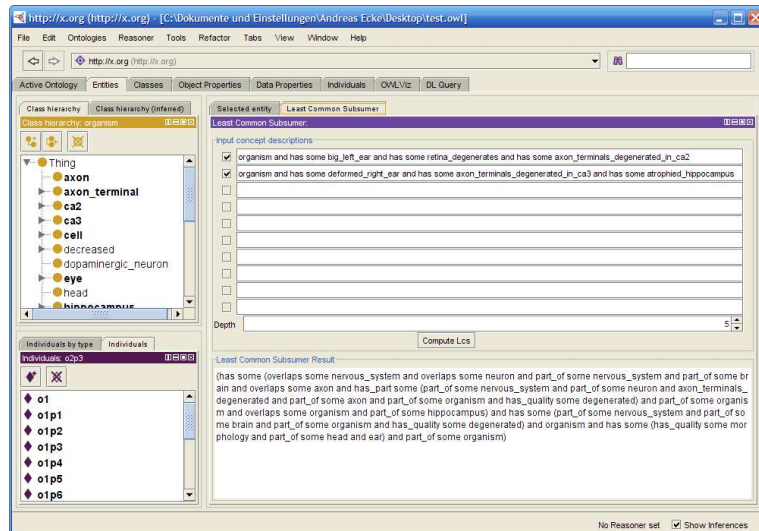 http://x.org (http://x.org) - [C:\Dokumente und Einstellungen\Andreas Ecke\Desktop\test.owl]
File Edit Ontologies Reasoner Tools Refactor Tabs View Window Help
http://x.org (http://x.org)
Active Ontology Entities Classes Object Properties Data Properties Individuals OWLViz DL Query
Class hierarchy Class hierarchy (inferred)
Class hierarchy: organism
Thing
axon
axon_terminal
ca2
ca3
cell
decreased
dopaminergic_neuron
eye
head
hippocampus
Individuals by type Individuals
Individuals: o2p3
o1
o1p1
o1p2
o1p3
o1p4
o1p5
o1p6
Selected entity Least Common Subsumer
Least Common Subsumer:
Input concept descriptions
organism and has some big_left_ear and has some retina_degenerates and has some axon_terminals_degenerated_in_ca2
organism and has some deformed_right_ear and has some axon_terminals_degenerated_in_ca3 and has some atrophied_hippocampus
Depth 5
Compute Lcs
Least Common Subsumer Result
(has some (overlaps some nervous_system and overlaps some neuron and part_of some nervous_system and part_of some br
ain and overlaps some axon and has_part some (part_of some nervous_system and part_of some neuron and axon_terminals_
degenerated and part_of some axon and part_of some organism and has_quality some degenerated) and part_of some organis
m and overlaps some organism and part_of some hippocampus) and has some (part_of some nervous_system and part_of so
me brain and part_of some organism and has_quality some degenerated) and organism and has some (has_quality some mor
phology and part_of some head and ear) and part_of some organism)
No Reasoner set Show Inferences